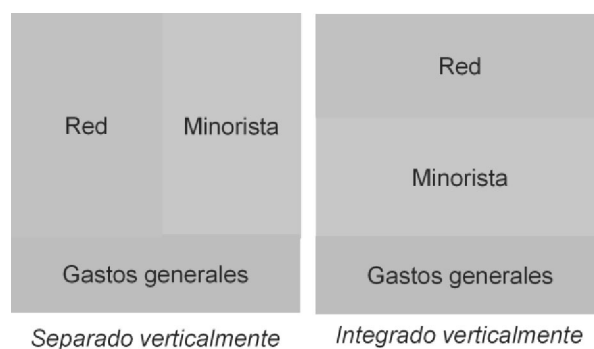 Red
Minorista
Gastos generales
Separado verticalmente
Red
Minorista
Gastos generales
Integrado verticalmente